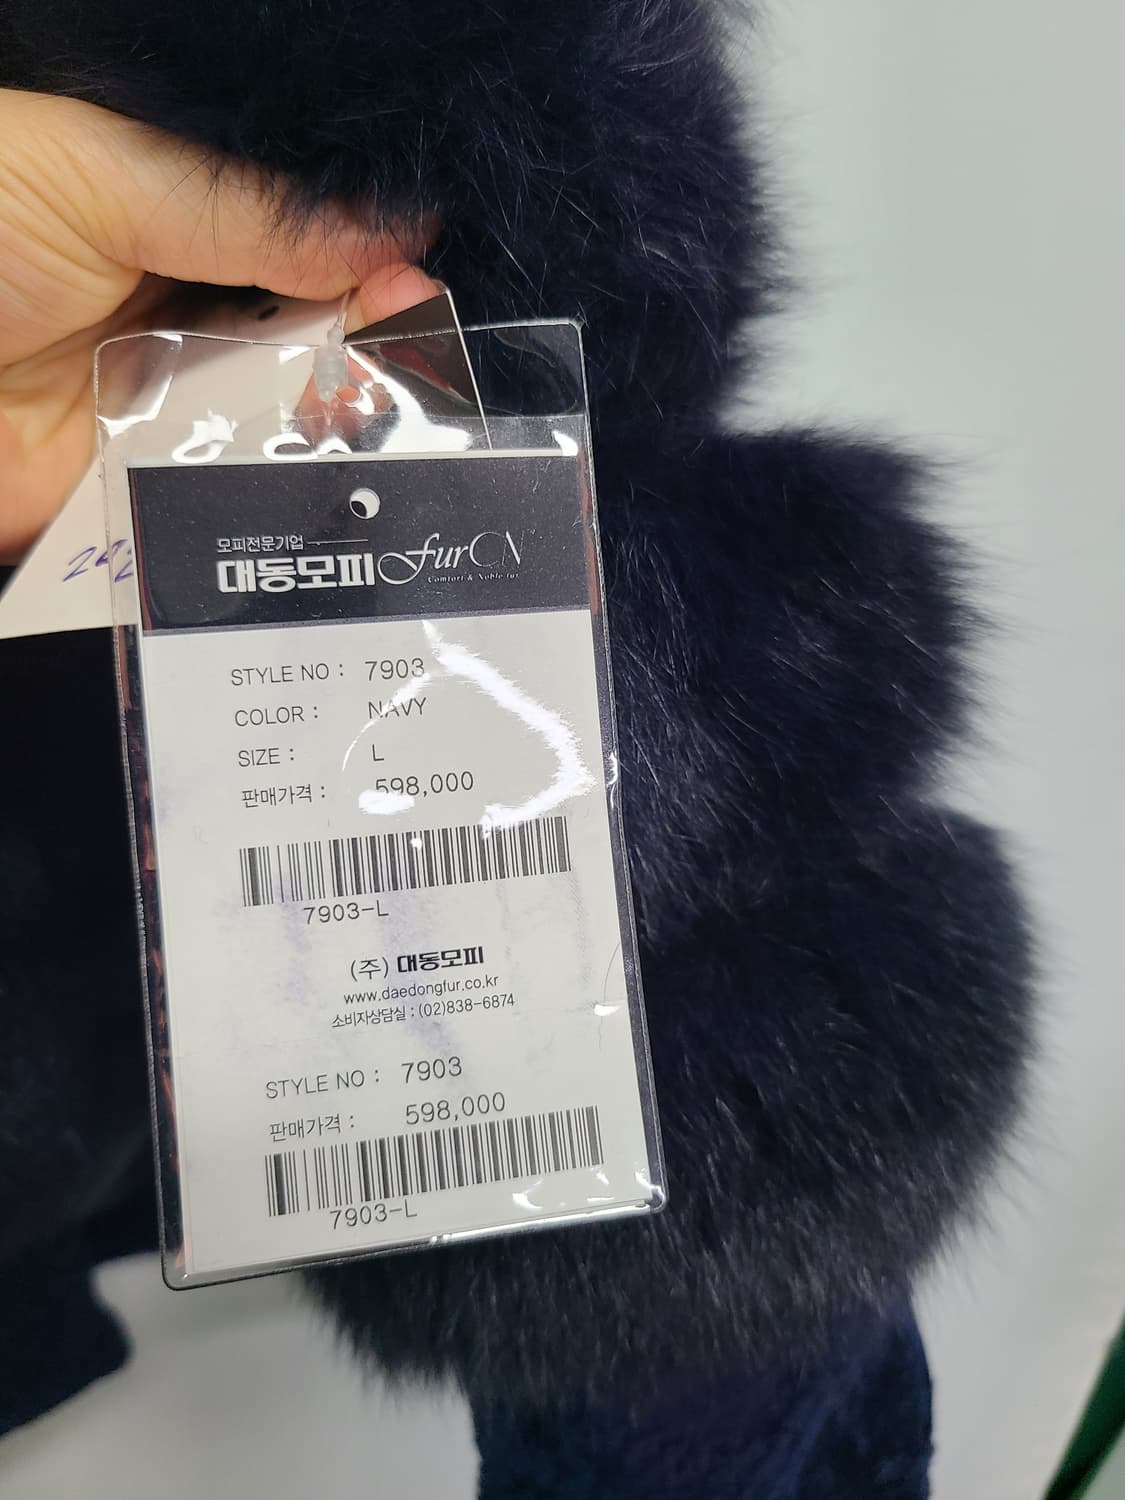 모피전문기업
대동모피 furCN
Comfort & Noble fur
STYLE NO : 7903
COLOR : NAVY
SIZE : L
판매가격 : 598,000
7903-L
(주) 대동모피
www.daedongfur.co.kr
소비자상담실 : (02)838-6874
STYLE NO : 7903
판매가격 : 598,000
7903-L